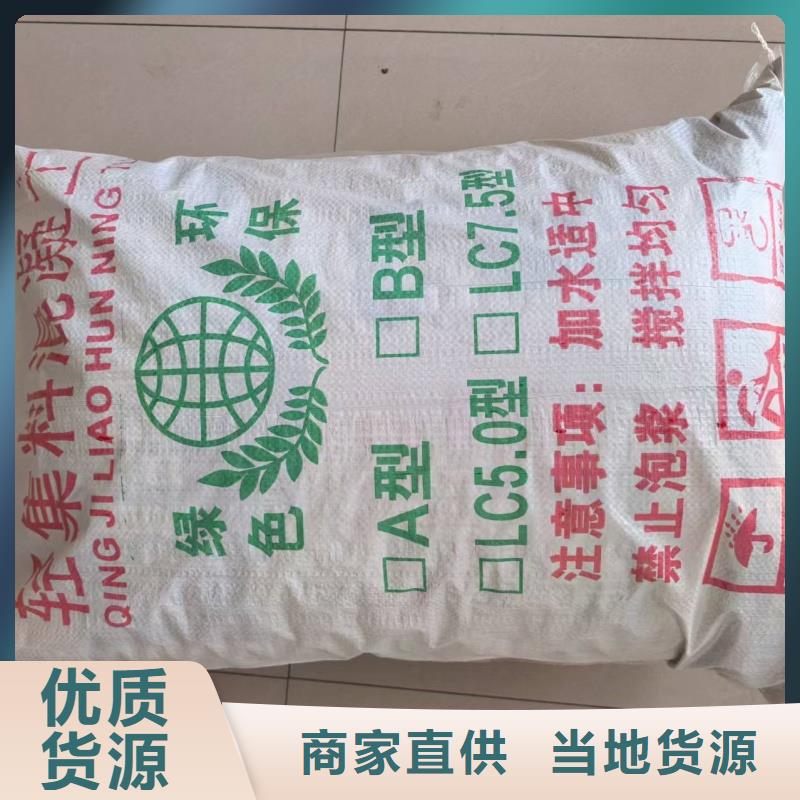 轻集料混凝土
QING JI LIAO HUN NING
绿色
环保
□A型 □B型
□LC5.0型 □LC7.5型
注意事项：加水适中
禁止泡浆 搅拌均匀
优质
货源
商家直供 当地货源